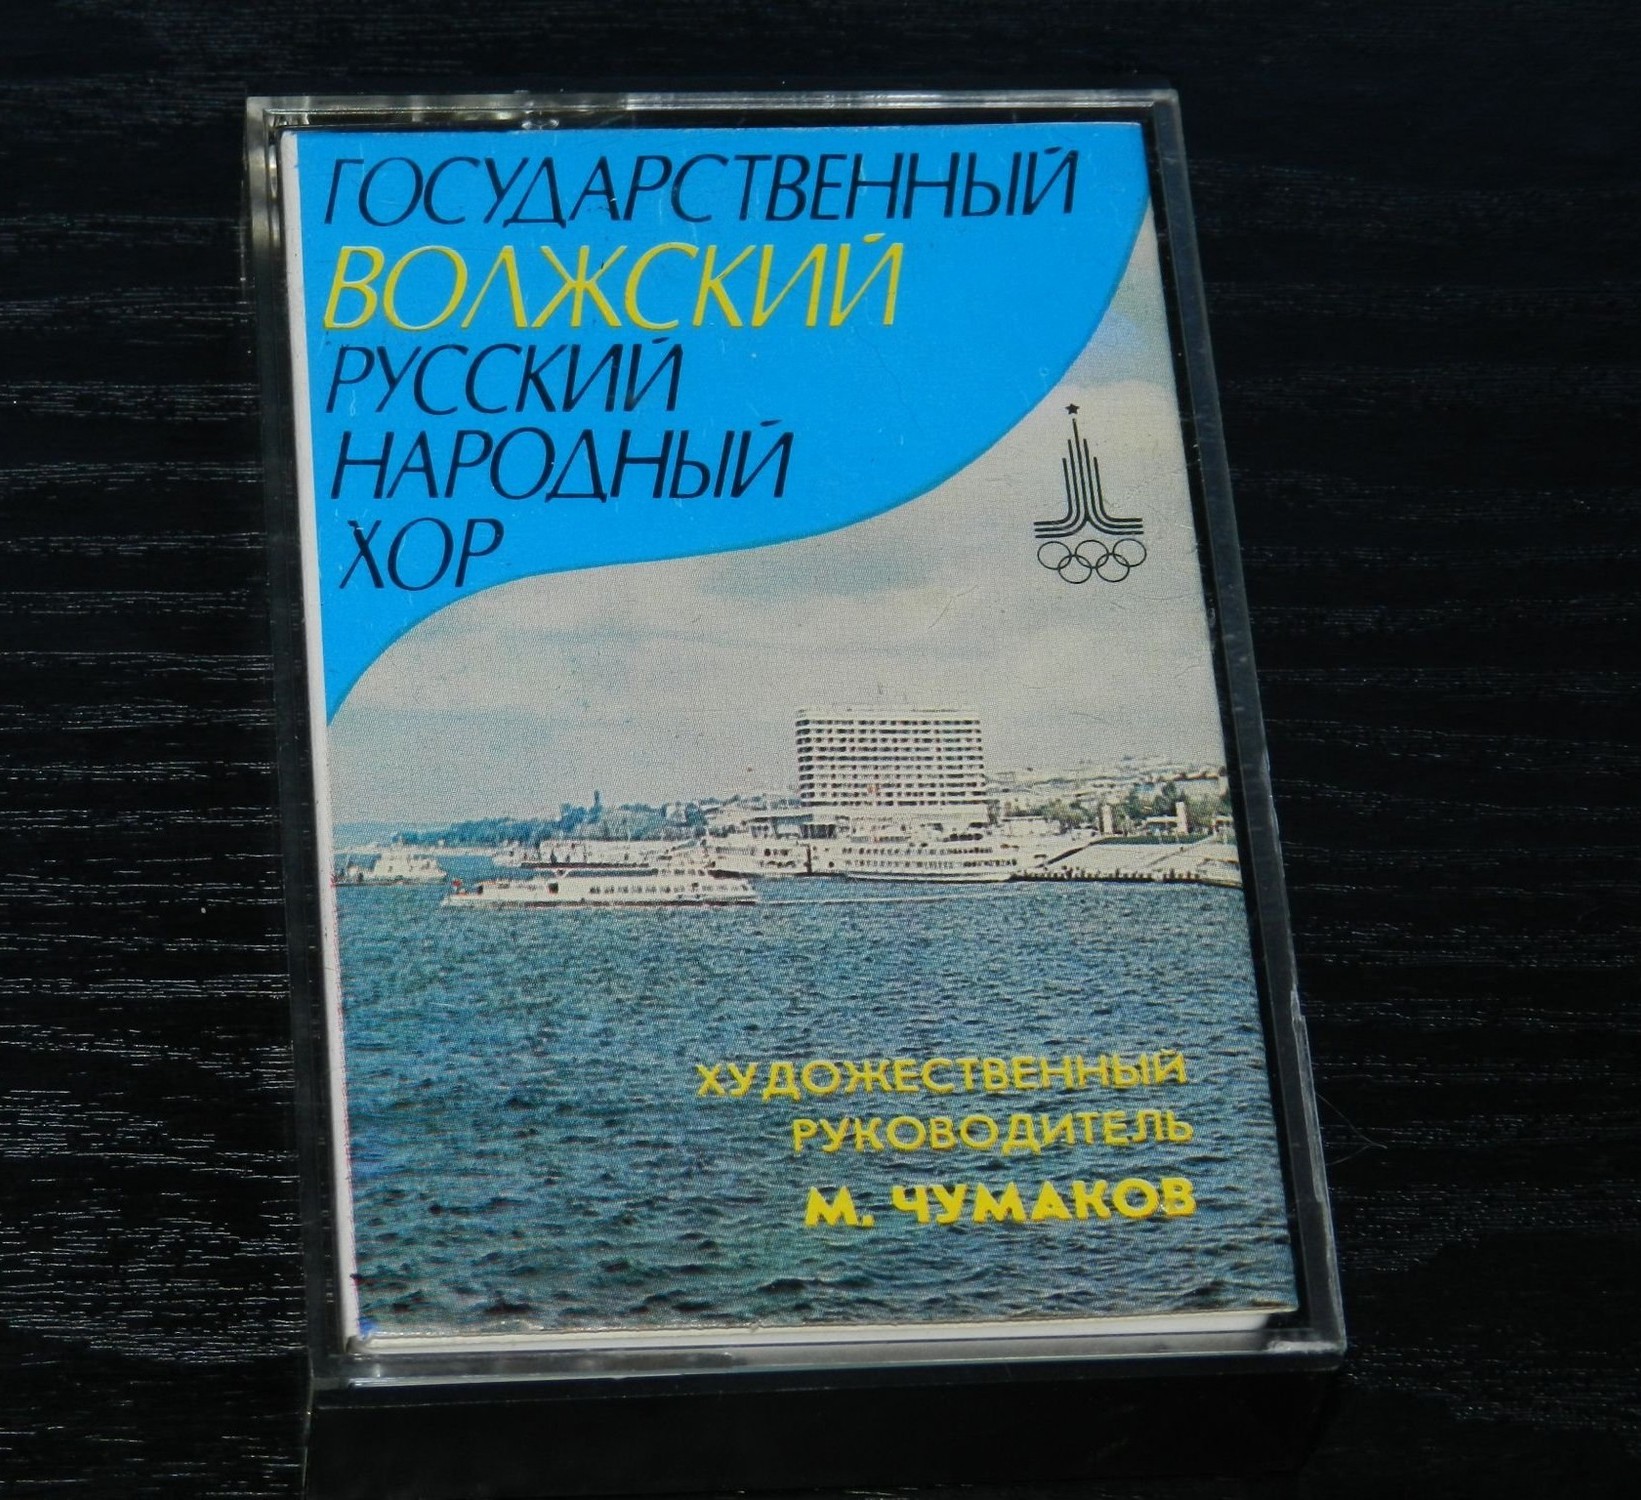 ГОСУДАРСТВЕННЫЙ
ВОЛЖСКИЙ
РУССКИЙ
НАРОДНЫЙ
ХОР
ХУДОЖЕСТВЕННЫЙ
РУКОВОДИТЕЛЬ
М. ЧУМАКОВ